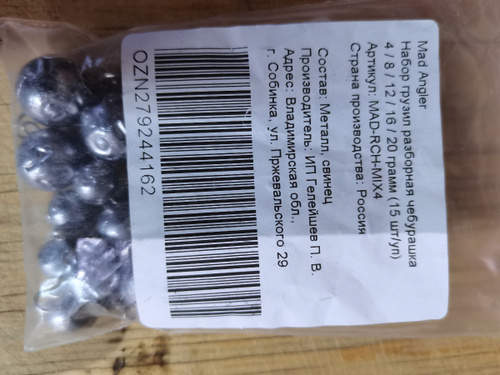 Mad Angler
Набор грузил разборная чебурашка
4 / 8 / 12 / 16 / 20 грамм (15 шт/уп)
Артикул: MAD-RCH-MIX4
Страна производства: Россия
Состав: Металл, свинец
Производитель: ИП Гелейшев П. В.
Адрес: Владимирская обл.,
г. Собинка, ул. Пржевальского 29
OZN279244162